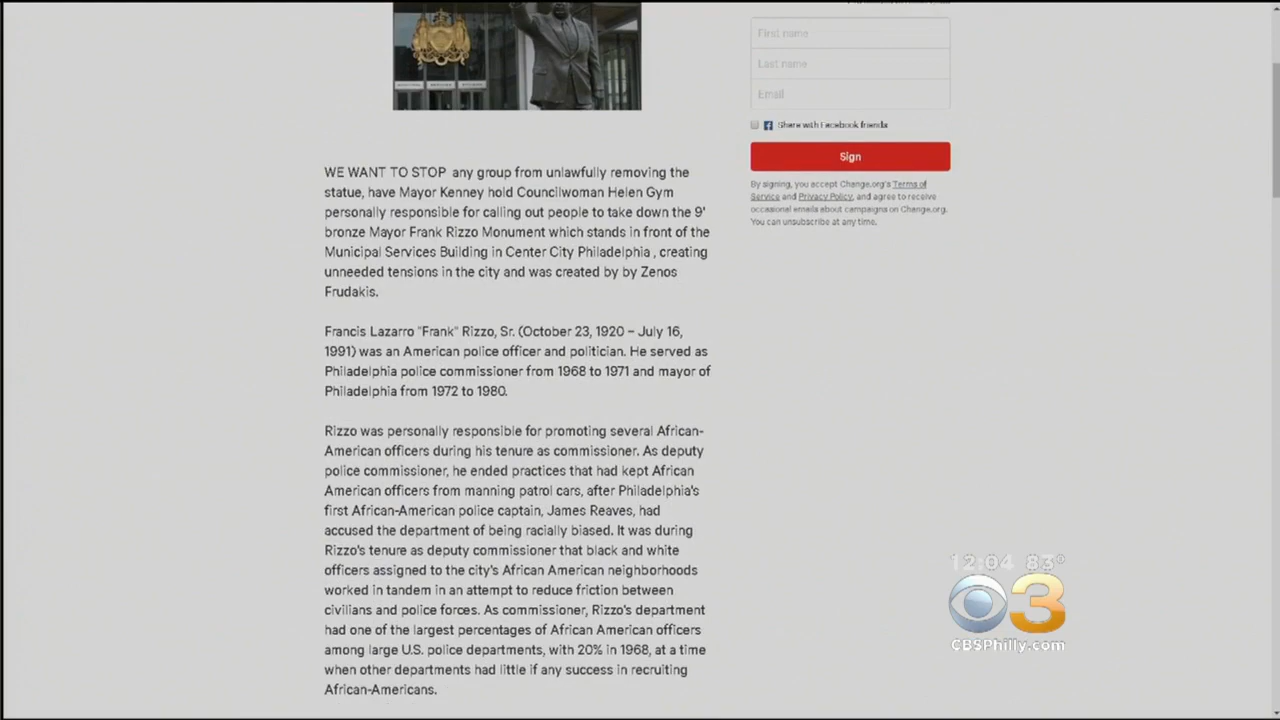 First name
Last name
Email
Share with Facebook friends
Sign
By signing, you accept Change.org's Terms of
Service and Privacy Policy, and agree to receive
occasional emails about campaigns on Change.org.
You can unsubscribe at any time.
WE WANT TO STOP any group from unlawfully removing the
statue, have Mayor Kenney hold Councilwoman Helen Gym
personally responsible for calling out people to take down the 9'
bronze Mayor Frank Rizzo Monument which stands in front of the
Municipal Services Building in Center City Philadelphia , creating
unneeded tensions in the city and was created by by Zenos
Frudakis.
Francis Lazarro "Frank" Rizzo, Sr. (October 23, 1920 – July 16,
1991) was an American police officer and politician. He served as
Philadelphia police commissioner from 1968 to 1971 and mayor of
Philadelphia from 1972 to 1980.
Rizzo was personally responsible for promoting several African-
American officers during his tenure as commissioner. As deputy
police commissioner, he ended practices that had kept African
American officers from manning patrol cars, after Philadelphia's
first African-American police captain, James Reaves, had
accused the department of being racially biased. It was during
Rizzo's tenure as deputy commissioner that black and white
officers assigned to the city's African American neighborhoods
worked in tandem in an attempt to reduce friction between
civilians and police forces. As commissioner, Rizzo's department
had one of the largest percentages of African American officers
among large U.S. police departments, with 20% in 1968, at a time
when other departments had little if any success in recruiting
African-Americans.
12:04 83°
3
CBSPhilly.com